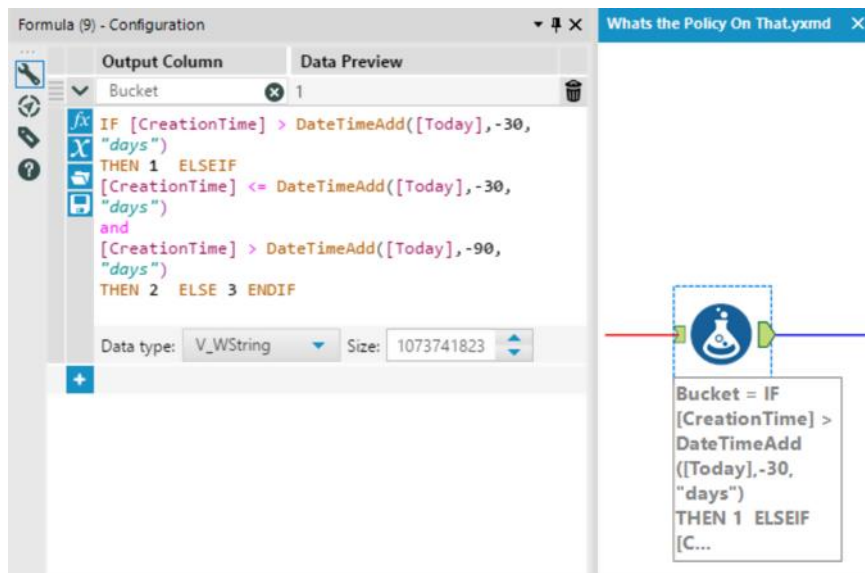 Formula (9) - Configuration
Whats the Policy On That.yxmd
Output Column Data Preview
Bucket 1
IF [CreationTime] > DateTimeAdd([Today],-30,
"days")
THEN 1 ELSEIF
[CreationTime] <= DateTimeAdd([Today],-30,
"days")
and
[CreationTime] > DateTimeAdd([Today],-90,
"days")
THEN 2 ELSE 3 ENDIF
Data type: V_WString Size: 1073741823
Bucket = IF
[CreationTime] >
DateTimeAdd
([Today],-30,
"days")
THEN 1 ELSEIF
[C...